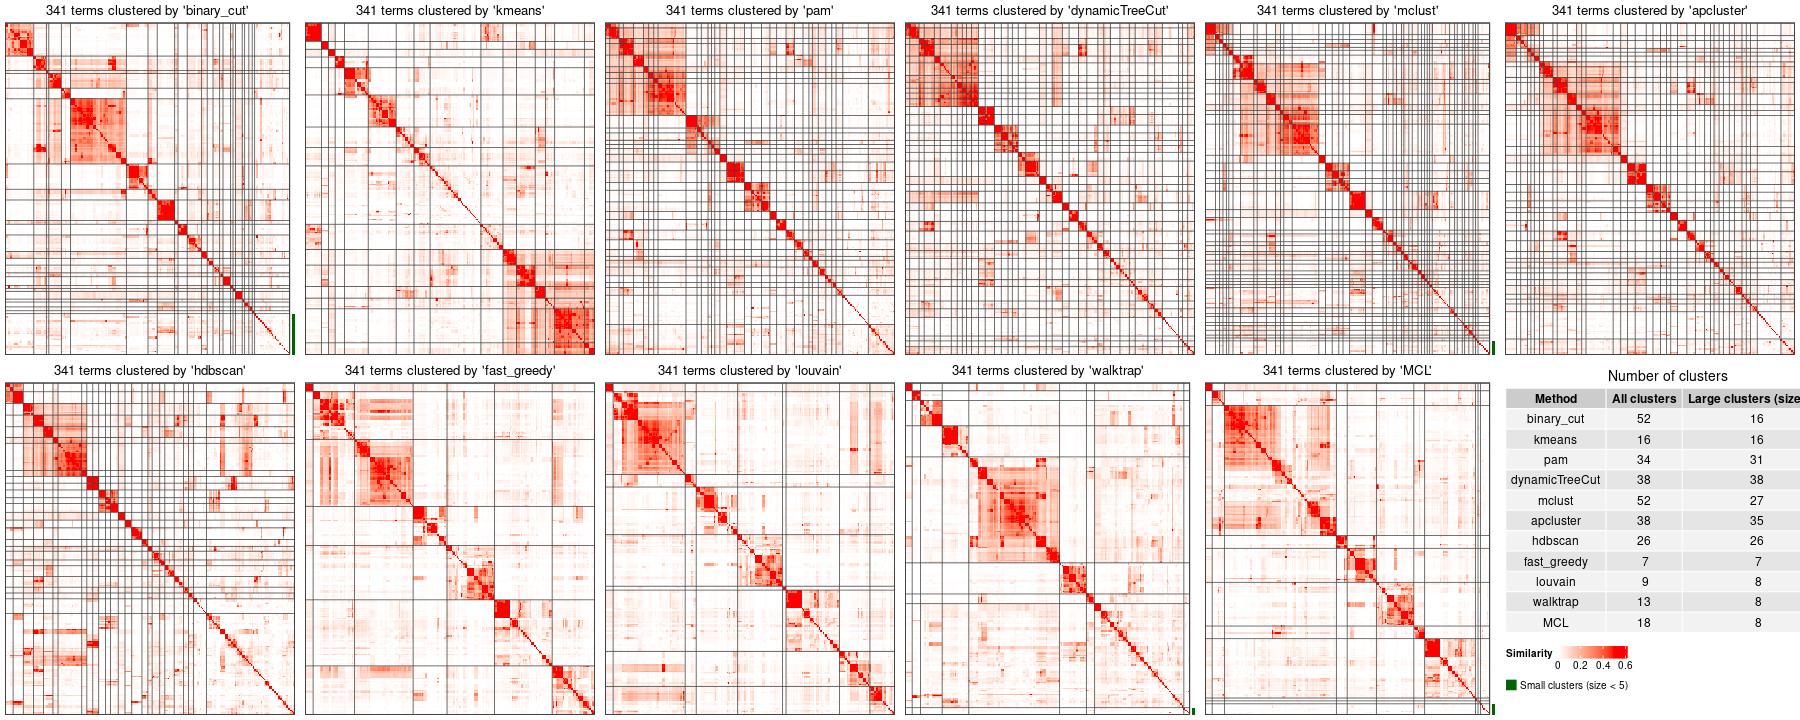 341 terms clustered by 'binary_cut'
341 terms clustered by 'kmeans'
341 terms clustered by 'pam'
341 terms clustered by 'dynamicTreeCut'
341 terms clustered by 'mclust'
341 terms clustered by 'apcluster'
341 terms clustered by 'hdbscan'
341 terms clustered by 'fast_greedy'
341 terms clustered by 'louvain'
341 terms clustered by 'walktrap'
341 terms clustered by 'MCL'
Number of clusters
Method All clusters Large clusters (size
binary_cut 52 16
kmeans 16 16
pam 34 31
dynamicTreeCut 38 38
mclust 52 27
apcluster 38 35
hdbscan 26 26
fast_greedy 7 7
louvain 9 8
walktrap 13 8
MCL 18 8
Similarity
0 0.2 0.4 0.6
Small clusters (size < 5)